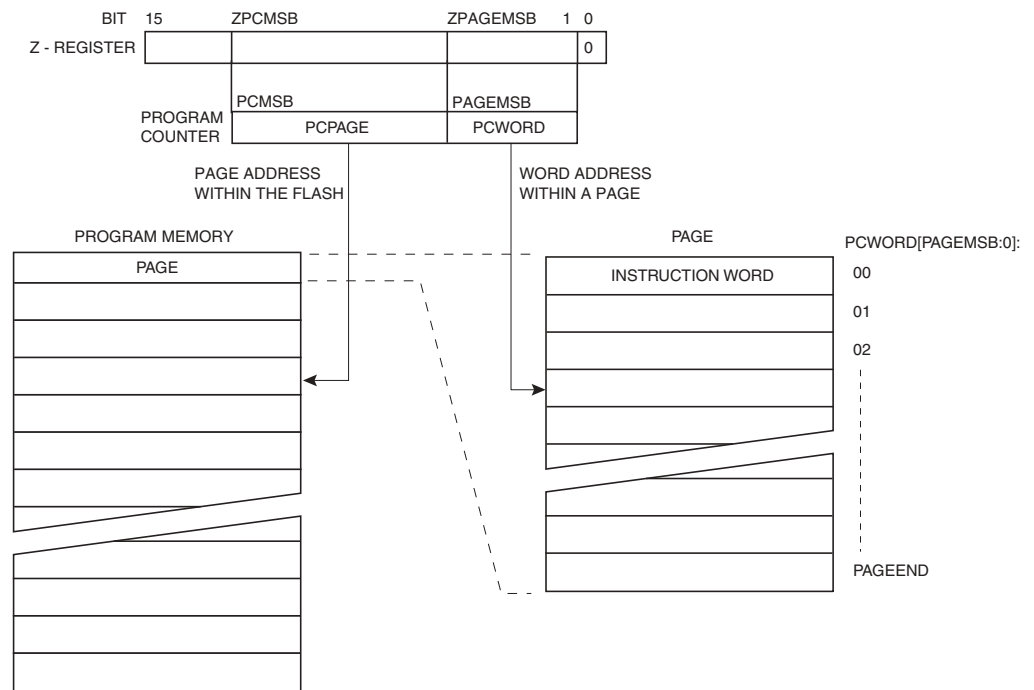 BIT 15 ZPCMSB ZPAGEMSB 1 0
Z - REGISTER 0
PCMSB PAGEMSB
PROGRAM
COUNTER
PCPAGE PCWORD
PAGE ADDRESS
WITHIN THE FLASH
WORD ADDRESS
WITHIN A PAGE
PROGRAM MEMORY
PAGE
PAGE
INSTRUCTION WORD
PCWORD[PAGEMSB:0]:
00
01
02
PAGEEND